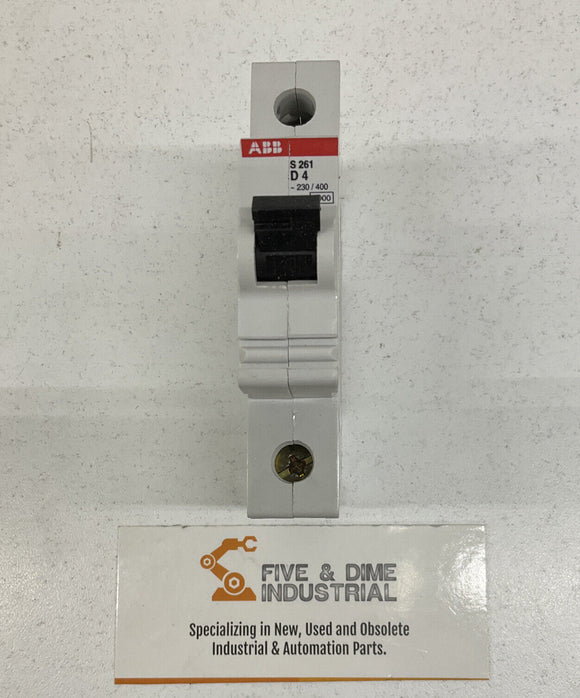 ABB
S 261
D 4
~ 230 / 400
FIVE & DIME
INDUSTRIAL
Specializing in New, Used and Obsolete
Industrial & Automation Parts.